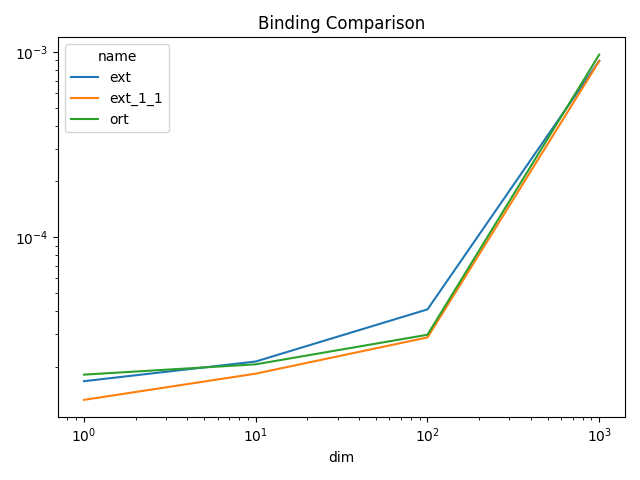 Binding Comparison
name
ext
ext_1_1
ort
10⁻³
10⁻⁴
10⁰ 10¹ 10² 10³
dim